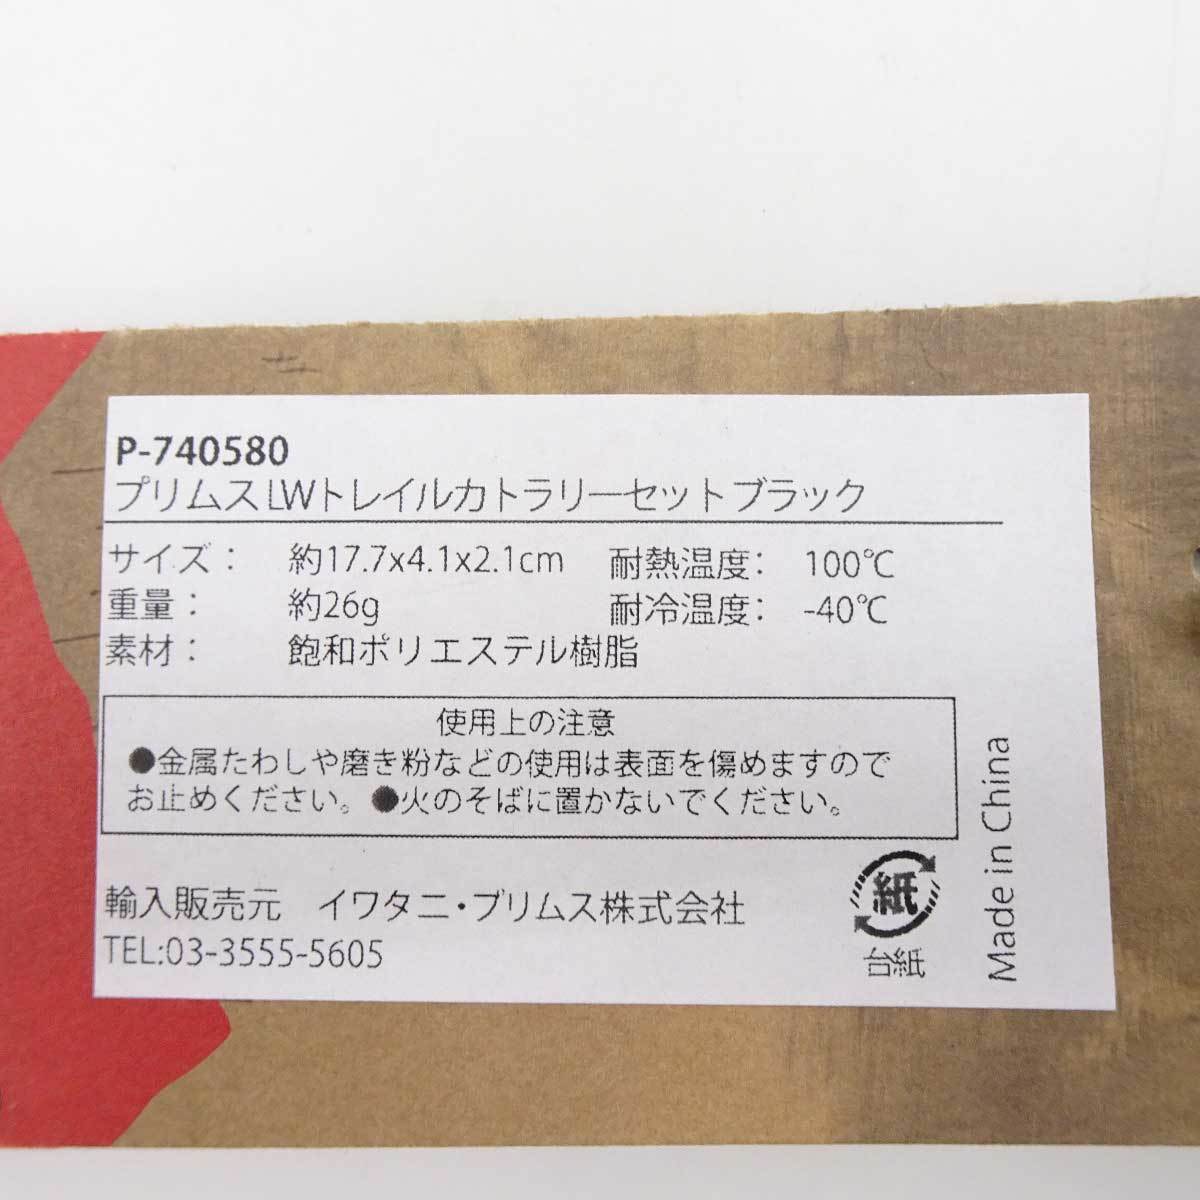 P-740580
プリムスLWトレイルカトラリーセットブラック
サイズ： 約17.7x4.1x2.1cm 耐熱温度： 100℃
重量： 約26g 耐冷温度： -40℃
素材： 飽和ポリエステル樹脂
使用上の注意
●金属たわしや磨き粉などの使用は表面を傷めますので
お止めください。●火のそばに置かないでください。
輸入販売元 イワタニ・プリムス株式会社
TEL:03-3555-5605
紙
台紙
Made in China